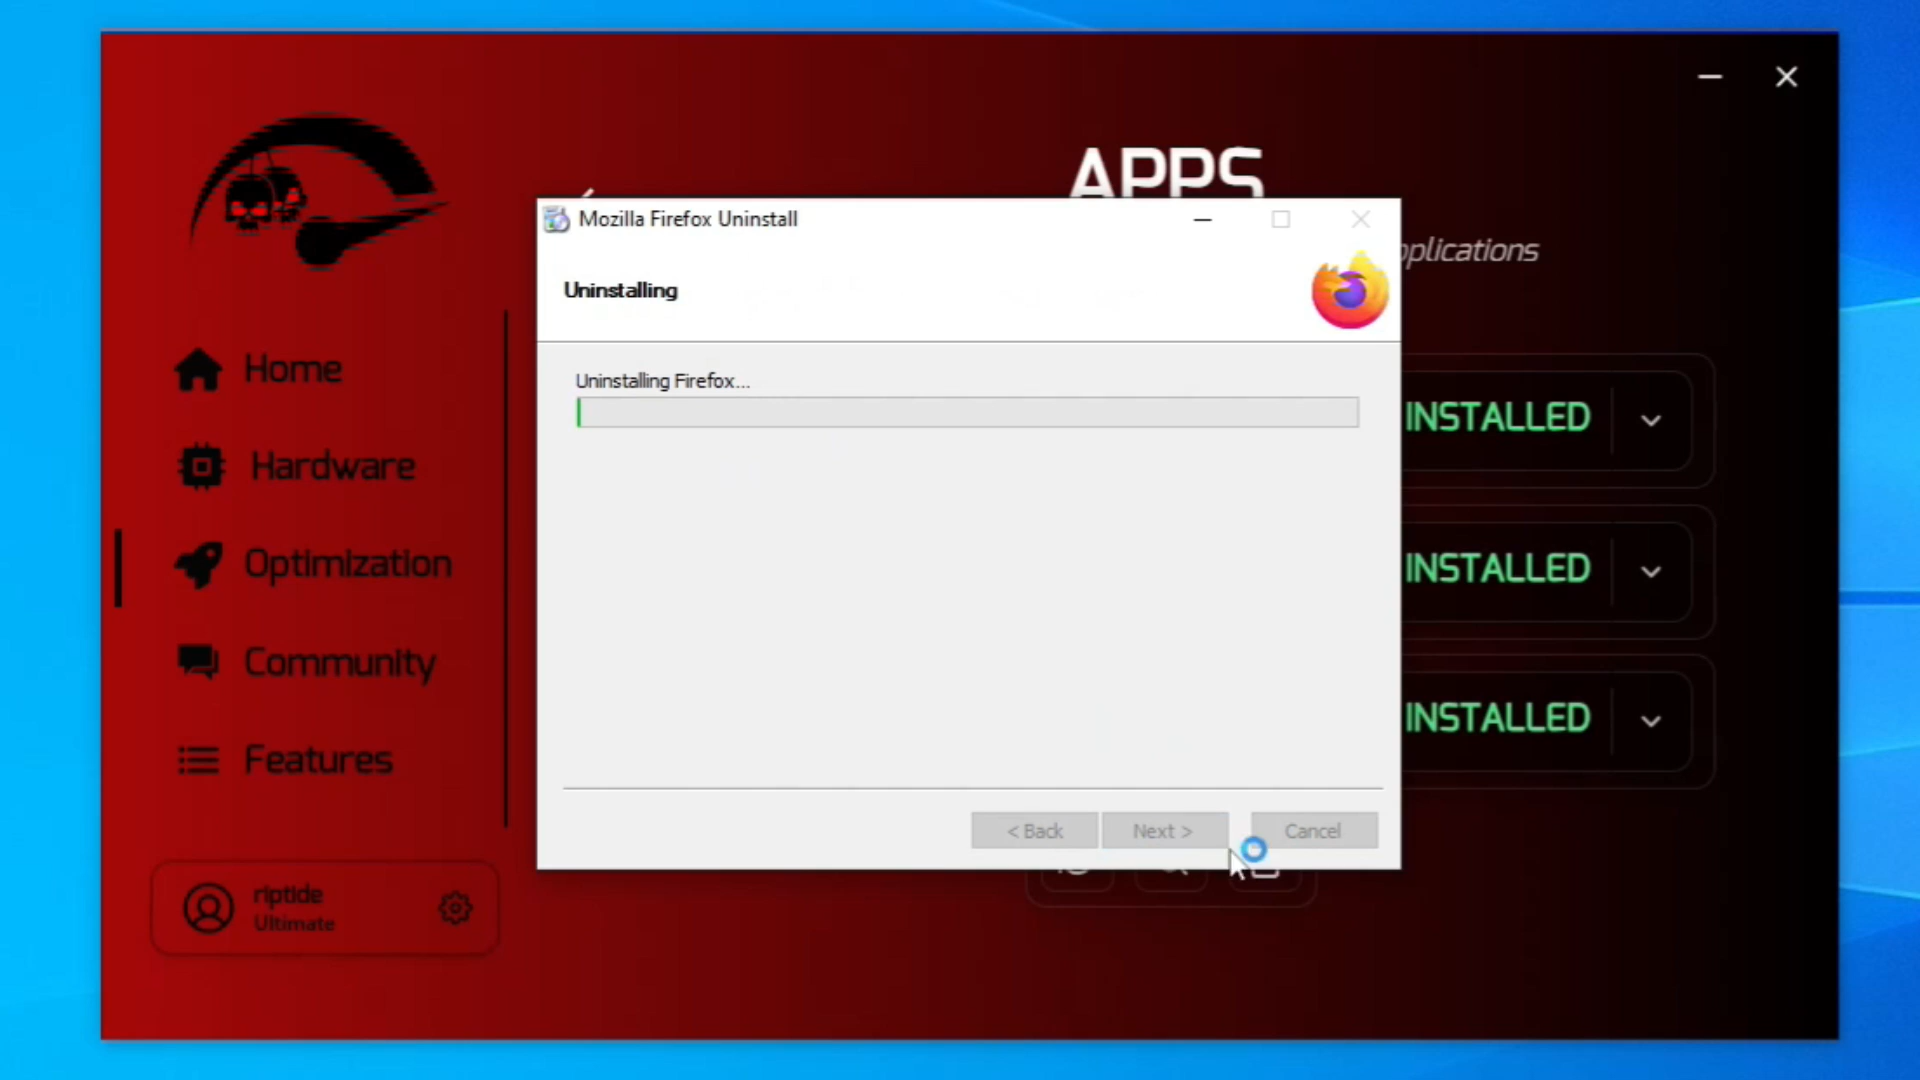 APPS
Mozilla Firefox Uninstall
pplications
Uninstalling
Home
Uninstalling Firefox...
INSTALLED
Hardware
Optimization
INSTALLED
Community
INSTALLED
Features
< Back
Next >
Cancel
riptide
Ultimate